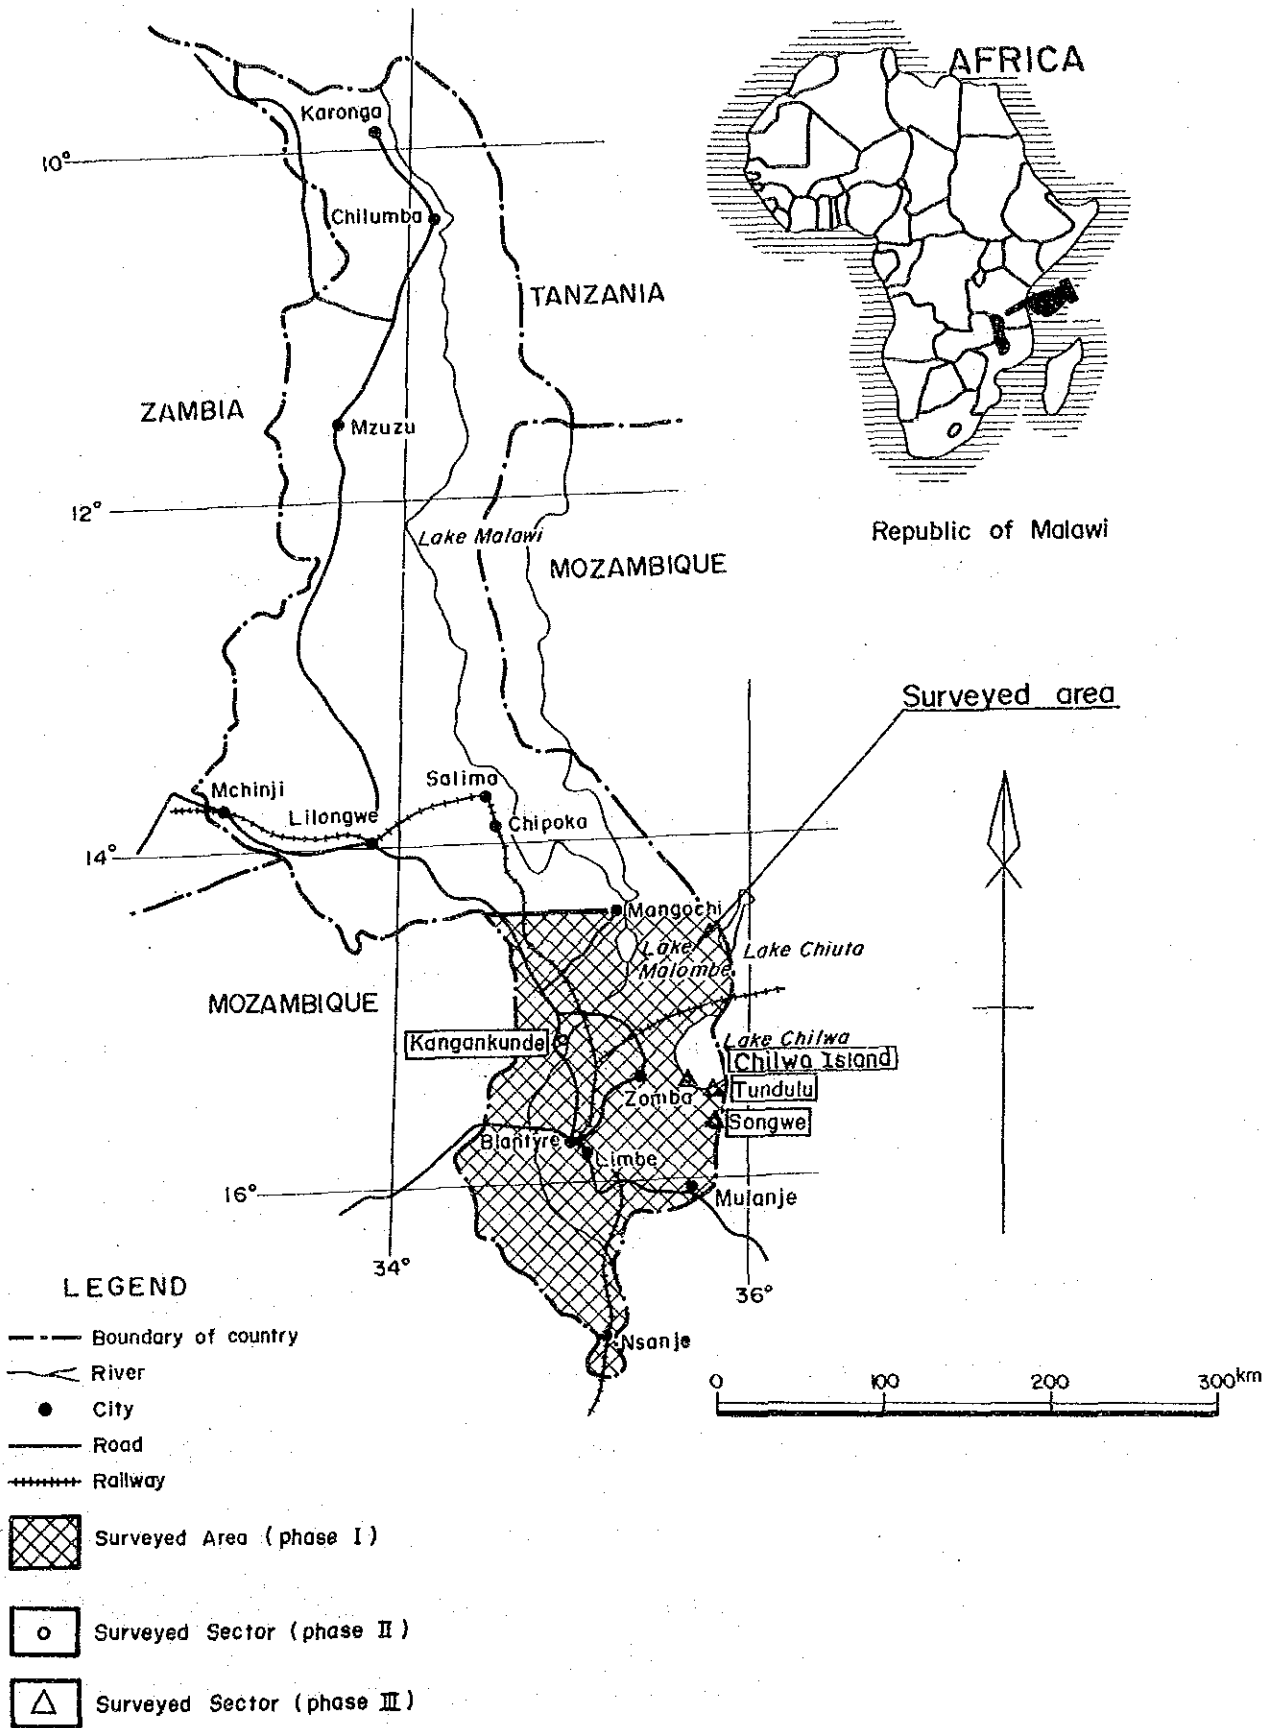 AFRICA
Karonga
10°
Chilumba
TANZANIA
ZAMBIA
Mzuzu
12°
Lake Malawi
Republic of Malawi
MOZAMBIQUE
Surveyed area
Mchinji
Salima
Lilongwe
Chipoka
14°
Mangochi
Lake
Malombe
Lake Chiuta
MOZAMBIQUE
Kangankunde
Lake Chilwa
Chilwa Island
Zomba
Tundulu
Songwe
Blantyre
Limbe
16°
Mulanje
34°
36°
LEGEND
Boundary of country
Nsanje
River
0 100 200 300km
City
Road
Railway
Surveyed Area (phase I)
Surveyed Sector (phase II)
Surveyed Sector (phase III)